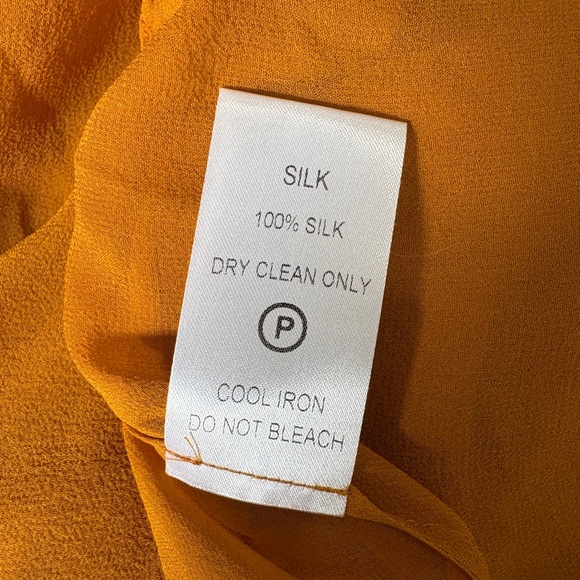 SILK
100% SILK
DRY CLEAN ONLY
P
COOL IRON
DO NOT BLEACH